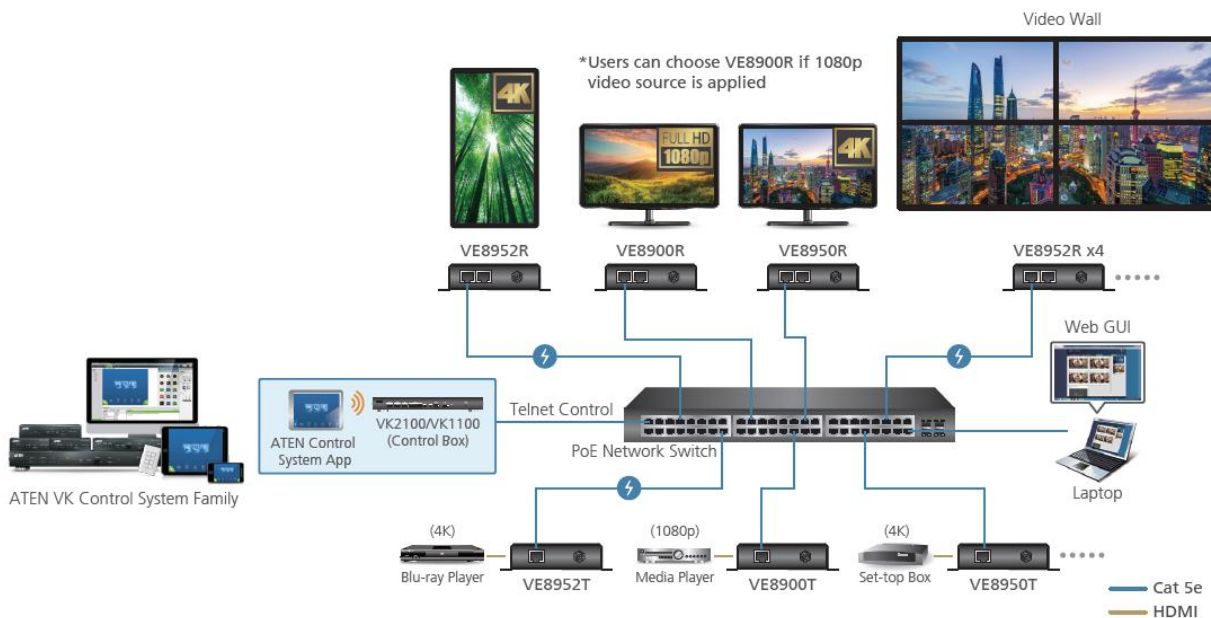 Video Wall
*Users can choose VE8900R if 1080p
video source is applied
4K
FULL HD
1080p
4K
VE8952R
VE8900R
VE8950R
VE8952R x4
Web GUI
Telnet Control
ATEN Control
System App
VK2100/VK1100
(Control Box)
PoE Network Switch
Laptop
ATEN VK Control System Family
(4K)
Blu-ray Player
VE8952T
(1080p)
Media Player
VE8900T
(4K)
Set-top Box
VE8950T
Cat 5e
HDMI